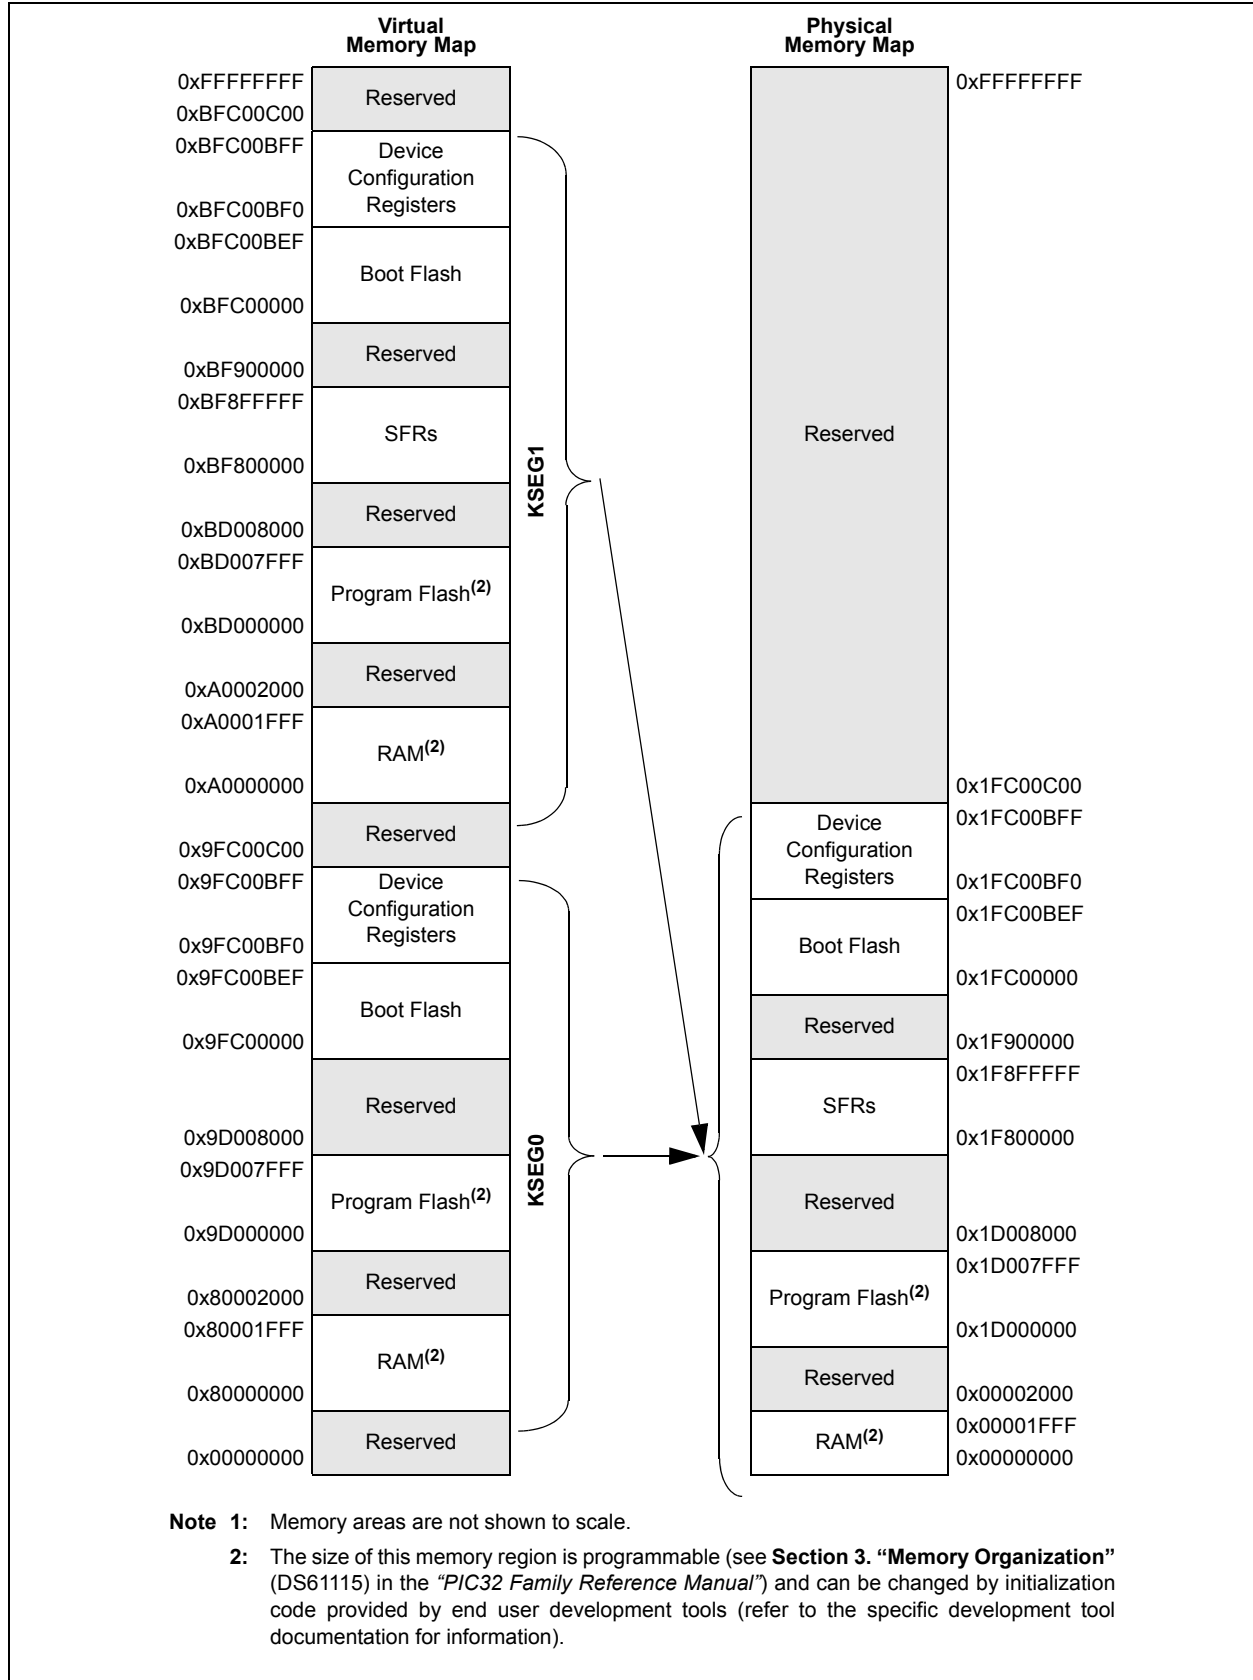 Virtual
Memory Map
0xFFFFFFFF
Reserved
0xBFC00C00
0xBFC00BFF
Device
Configuration
Registers
0xBFC00BF0
0xBFC00BEF
Boot Flash
0xBFC00000
Reserved
0xBF900000
0xBF8FFFFF
SFRs
0xBF800000
Reserved
0xBD008000
0xBD007FFF
Program Flash(2)
0xBD000000
Reserved
0xA0002000
0xA0001FFF
RAM(2)
0xA0000000
Reserved
0x9FC00C00
0x9FC00BFF
Device
Configuration
Registers
0x9FC00BF0
0x9FC00BEF
Boot Flash
0x9FC00000
Reserved
0x9D008000
0x9D007FFF
Program Flash(2)
0x9D000000
Reserved
0x80002000
0x80001FFF
RAM(2)
0x80000000
Reserved
0x00000000
KSEG1
KSEG0
Physical
Memory Map
0xFFFFFFFF
Reserved
0x1FC00C00
0x1FC00BFF
Device
Configuration
Registers
0x1FC00BF0
0x1FC00BEF
Boot Flash
0x1FC00000
Reserved
0x1F900000
0x1F8FFFFF
SFRs
0x1F800000
Reserved
0x1D008000
0x1D007FFF
Program Flash(2)
0x1D000000
Reserved
0x00002000
0x00001FFF
RAM(2)
0x00000000
Note 1: Memory areas are not shown to scale.
2: The size of this memory region is programmable (see Section 3. “Memory Organization”
(DS61115) in the “PIC32 Family Reference Manual”) and can be changed by initialization
code provided by end user development tools (refer to the specific development tool
documentation for information).